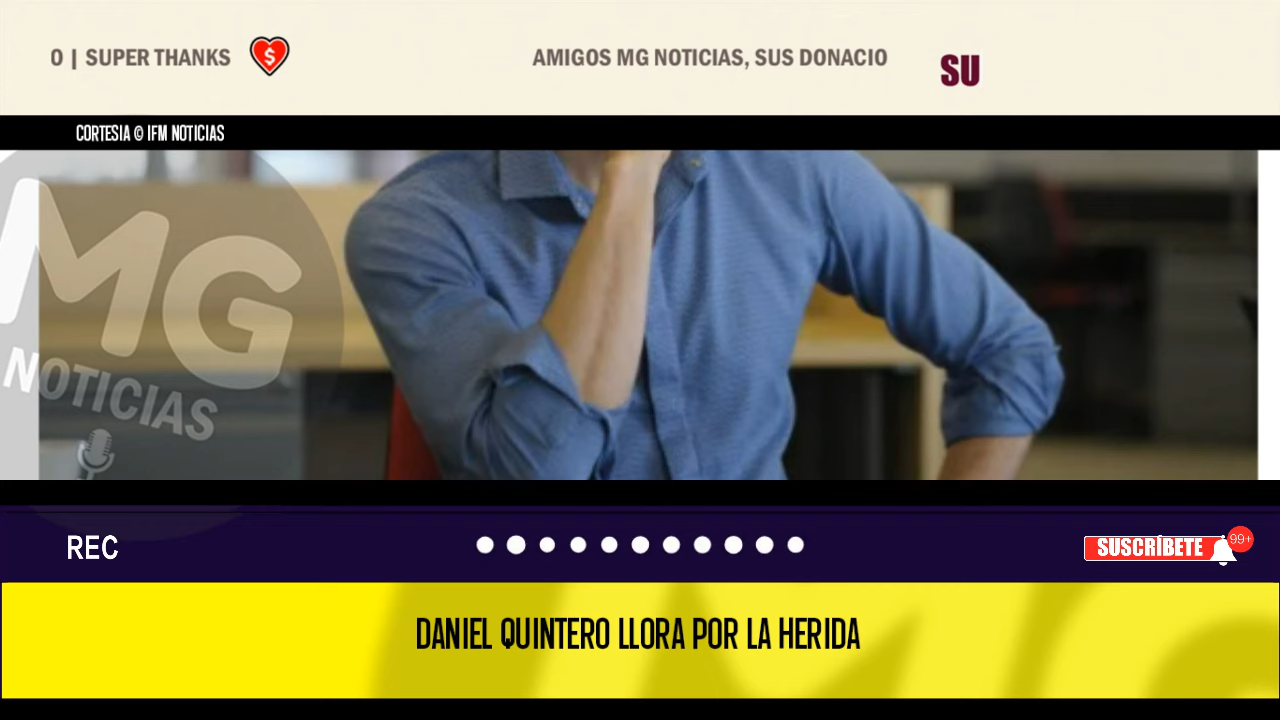 O | SUPER THANKS
$
AMIGOS MG NOTICIAS, SUS DONACIO
SU
CORTESIA © IFM NOTICIAS
MG
NOTICIAS
REC
SUSCRÍBETE
99+
DANIEL QUINTERO LLORA POR LA HERIDA